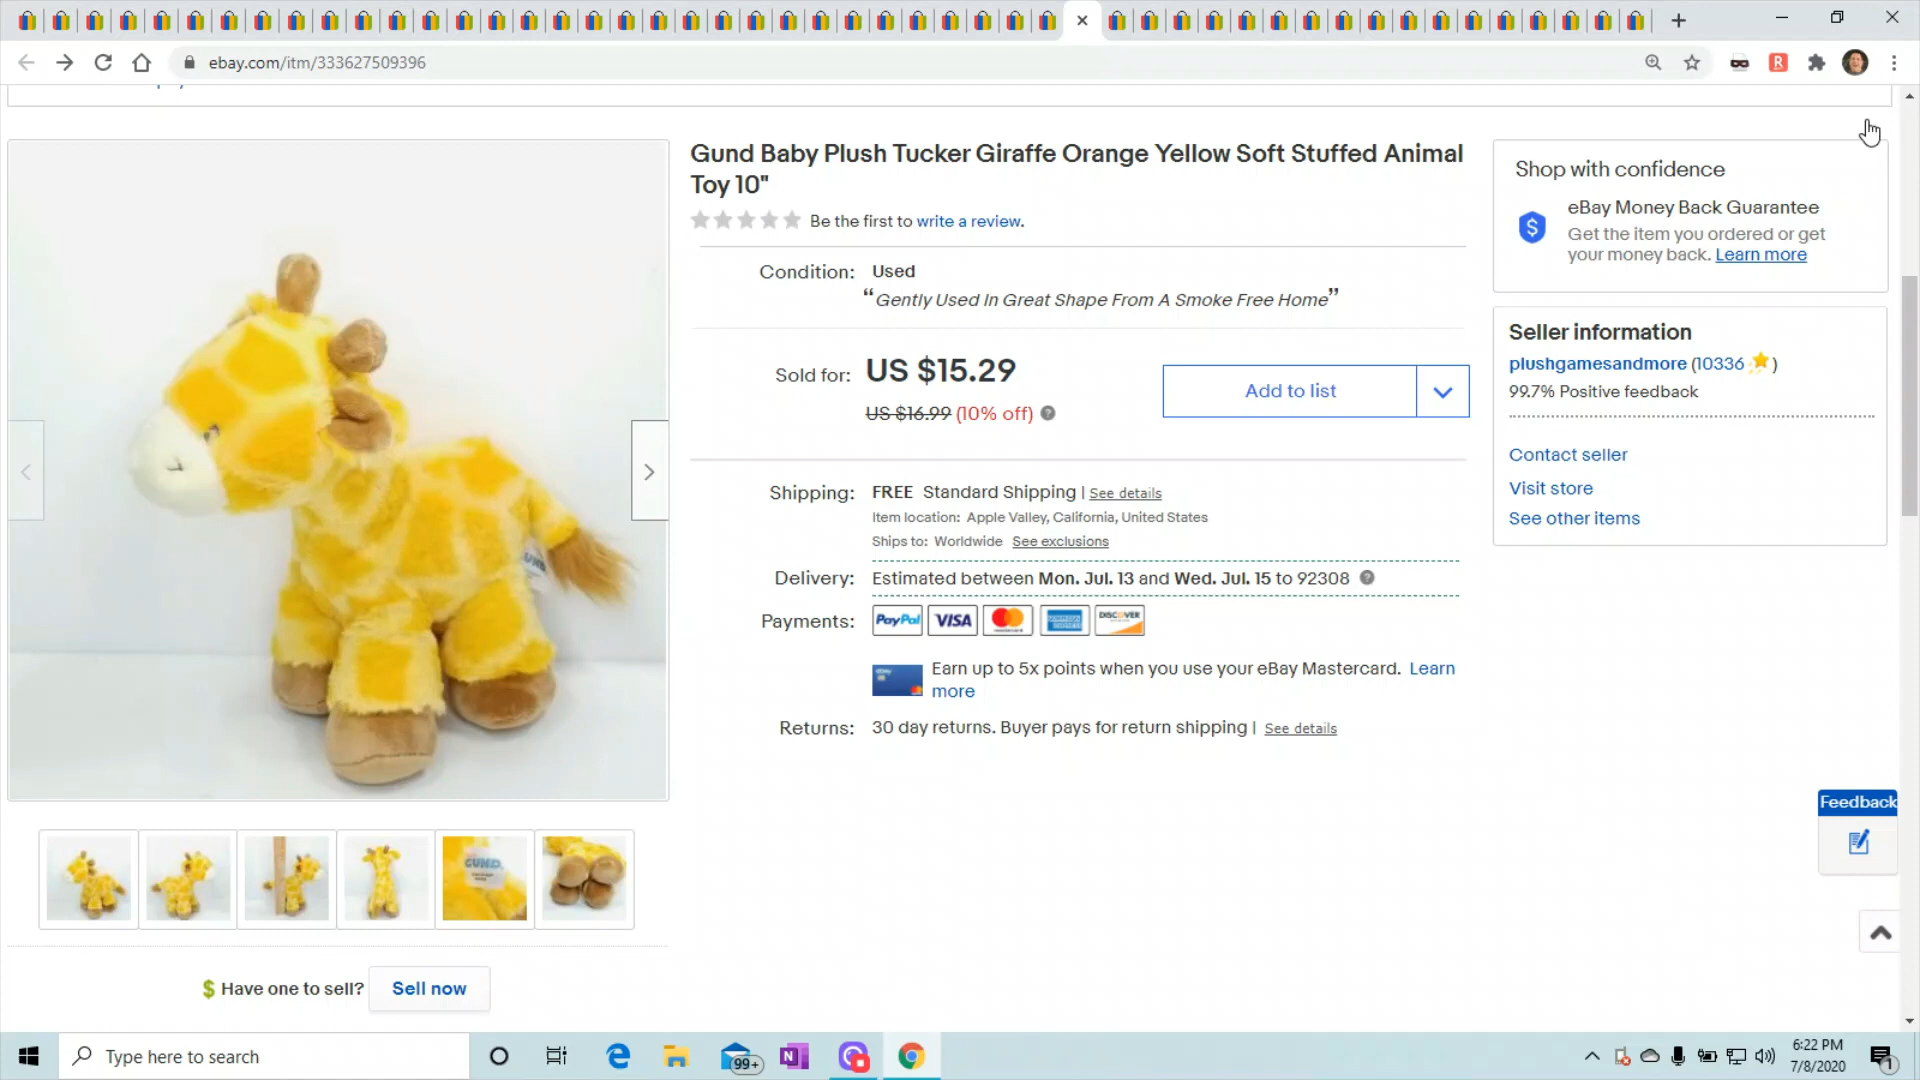 ebay.com/itm/333627509396
Gund Baby Plush Tucker Giraffe Orange Yellow Soft Stuffed Animal
Toy 10"
Be the first to write a review.
Condition: Used
“Gently Used In Great Shape From A Smoke Free Home”
Sold for: US $15.29
US $16.99 (10% off)
Add to list
Shipping: FREE Standard Shipping | See details
Item location: Apple Valley, California, United States
Ships to: Worldwide See exclusions
Delivery: Estimated between Mon. Jul. 13 and Wed. Jul. 15 to 92308
Payments: PayPal VISA DISCOVER
Earn up to 5x points when you use your eBay Mastercard. Learn
more
Returns: 30 day returns. Buyer pays for return shipping | See details
Shop with confidence
eBay Money Back Guarantee
Get the item you ordered or get
your money back. Learn more
Seller information
plushgamesandmore (10336 )
99.7% Positive feedback
Contact seller
Visit store
See other items
Feedback
GUND
Have one to sell? Sell now
Type here to search
99+
6:22 PM
7/8/2020
1